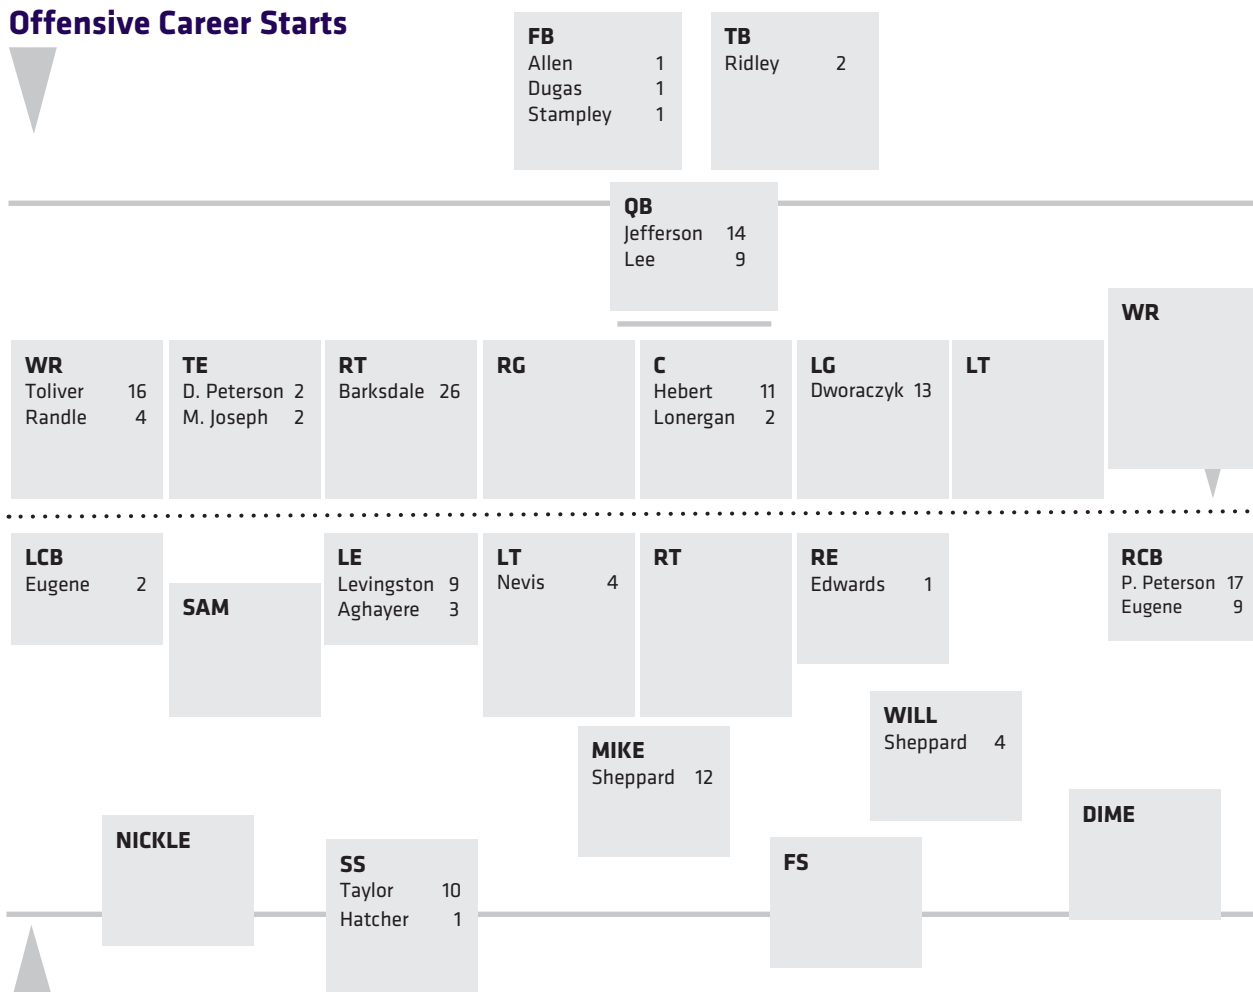 Offensive Career Starts
FB
Allen 1
Dugas 1
Stampley 1
TB
Ridley 2
QB
Jefferson 14
Lee 9
WR
WR
Toliver 16
Randle 4
TE
D. Peterson 2
M. Joseph 2
RT
Barksdale 26
RG
C
Hebert 11
Lonergan 2
LG
Dworaczyk 13
LT
LCB
Eugene 2
SAM
LE
Levingston 9
Aghayere 3
LT
Nevis 4
RT
RE
Edwards 1
RCB
P. Peterson 17
Eugene 9
WILL
Sheppard 4
MIKE
Sheppard 12
DIME
NICKLE
SS
Taylor 10
Hatcher 1
FS